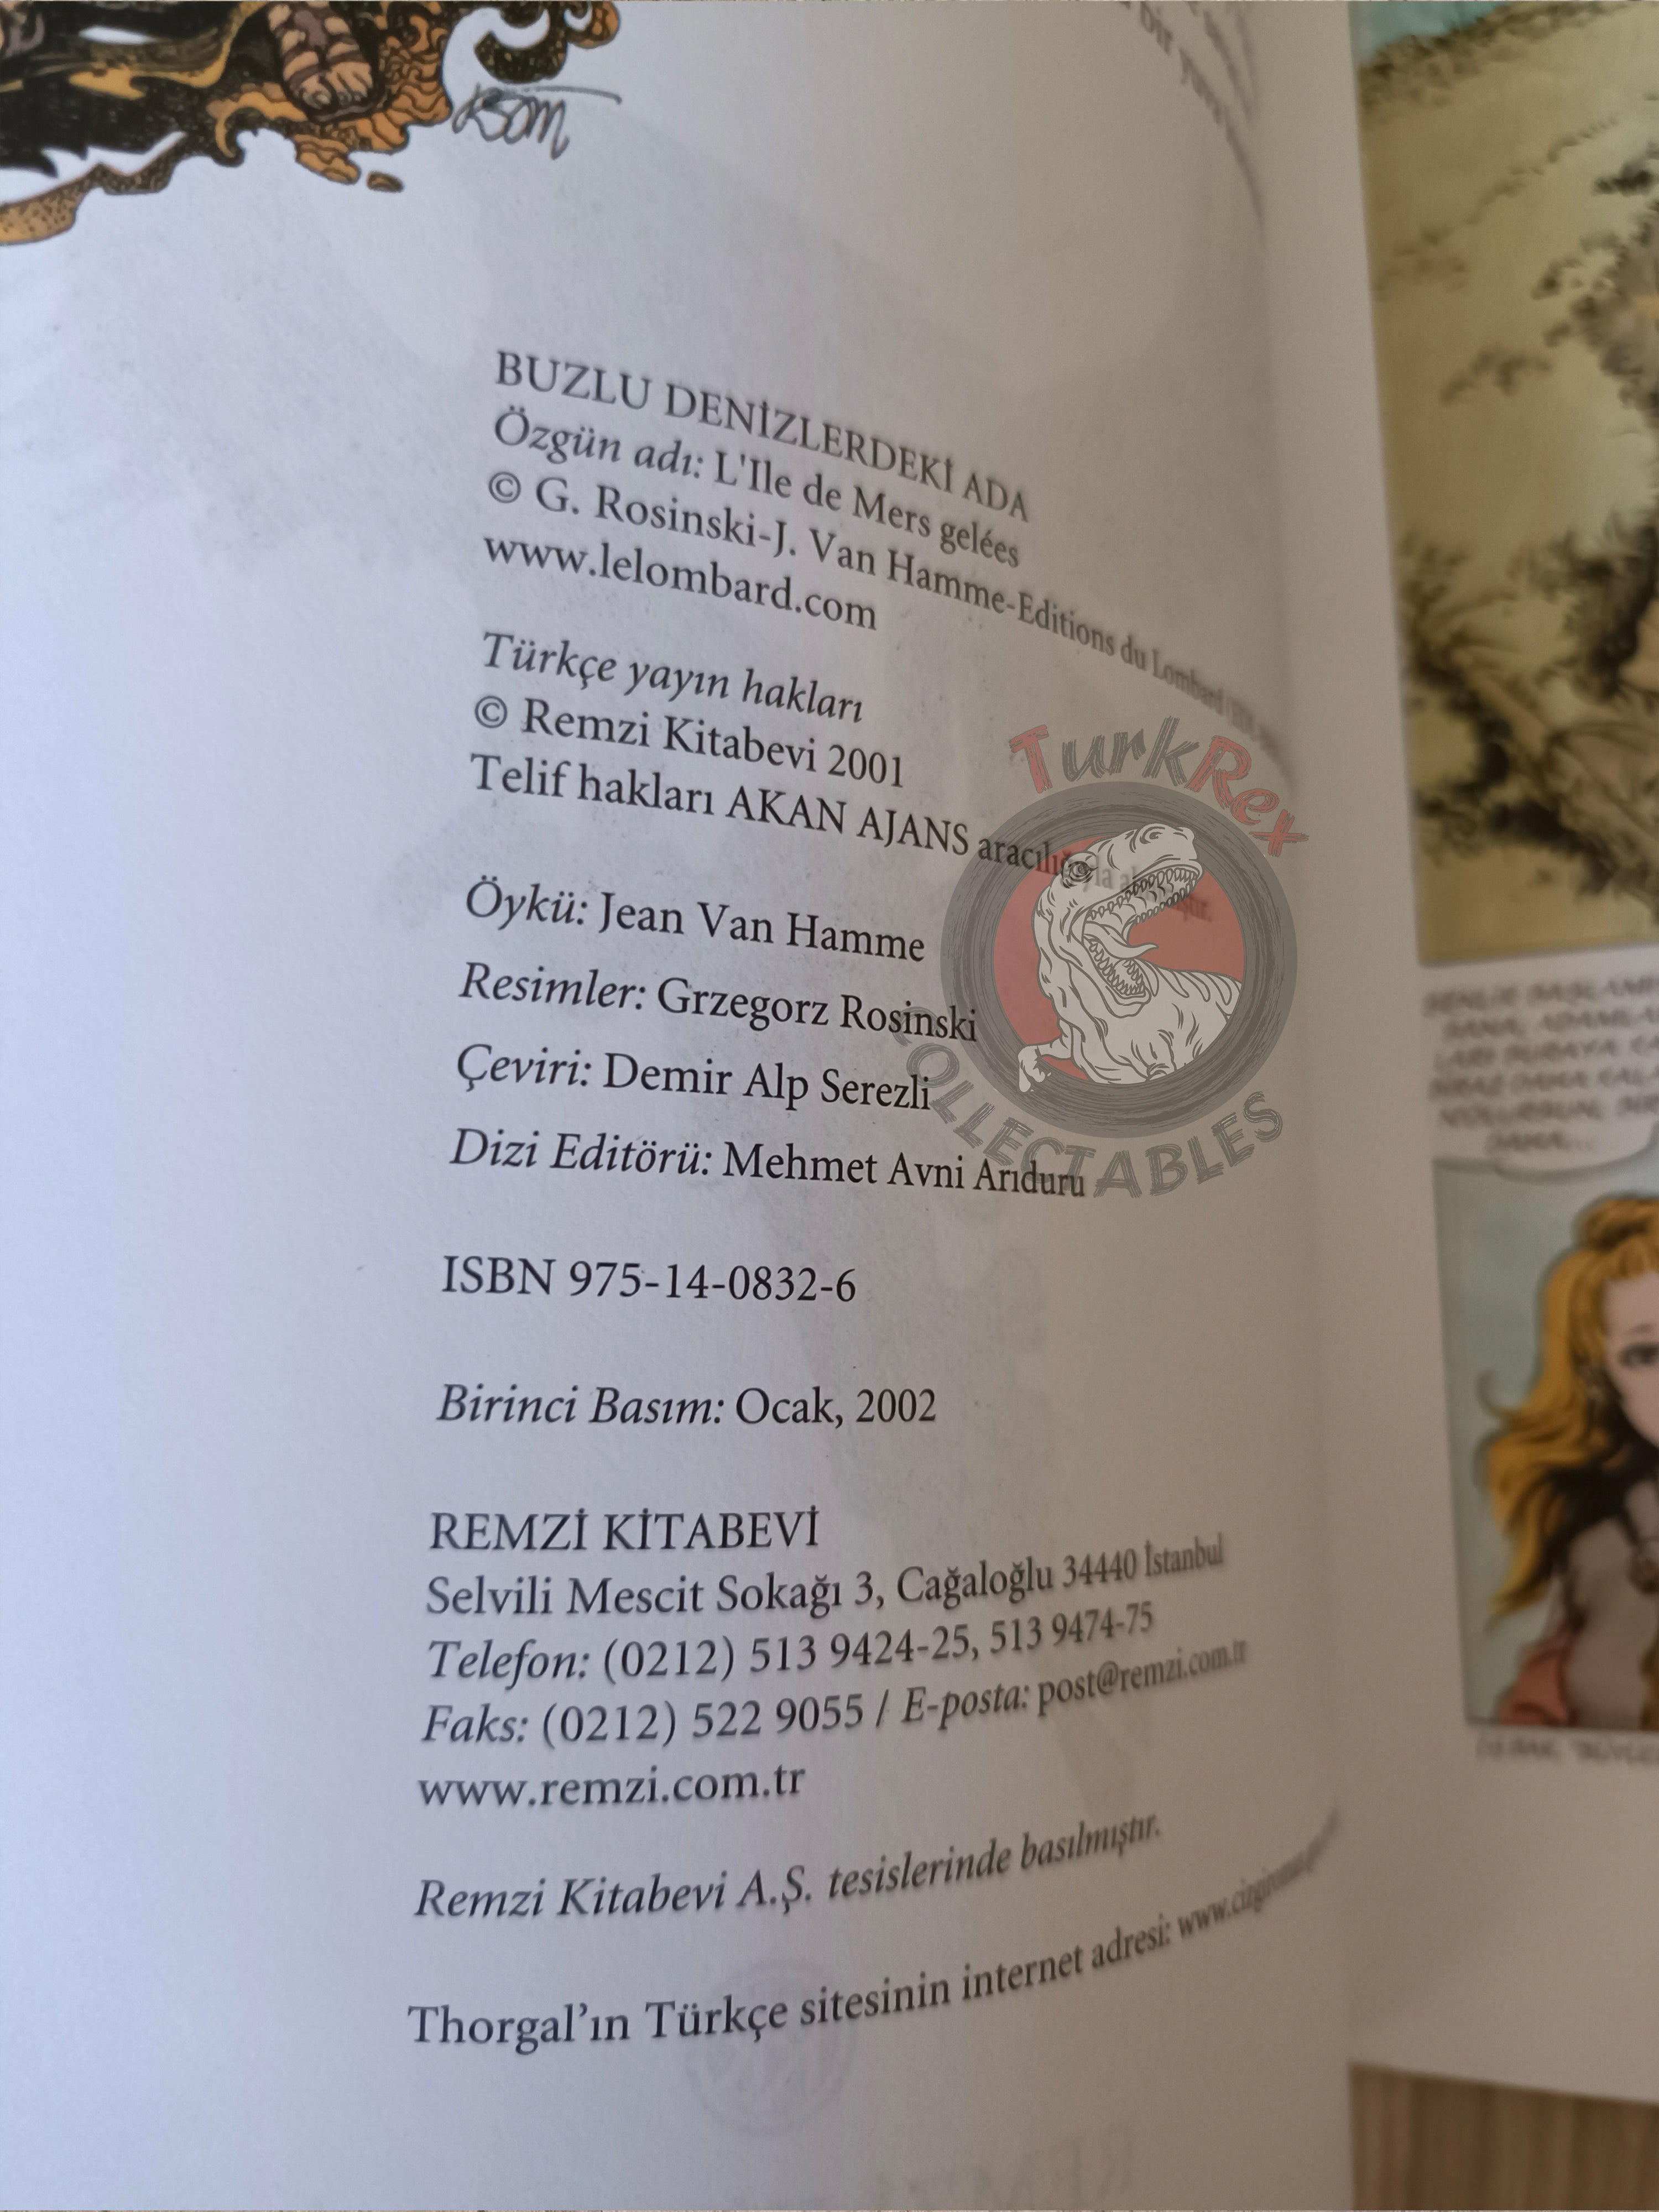 BUZLU DENİZLERDEKİ ADA
Özgün adı: L'Ile de Mers gelées
© G. Rosinski-J. Van Hamme-Editions du Lombard
www.lelombard.com
Türkçe yayın hakları
© Remzi Kitabevi 2001
Telif hakları AKAN AJANS aracılığıyla
Öykü: Jean Van Hamme
Resimler: Grzegorz Rosinski
Çeviri: Demir Alp Serezli
Dizi Editörü: Mehmet Avni Arıduru
ISBN 975-14-0832-6
Birinci Basım: Ocak, 2002
REMZİ KİTABEVİ
Selvili Mescit Sokağı 3, Cağaloğlu 34440 İstanbul
Telefon: (0212) 513 9424-25, 513 9474-75
Faks: (0212) 522 9055 / E-posta: post@remzi.com.tr
www.remzi.com.tr
Remzi Kitabevi A.Ş. tesislerinde basılmıştır.
Thorgal’ın Türkçe sitesinin internet adresi:
TurkRex
COLLECTABLES